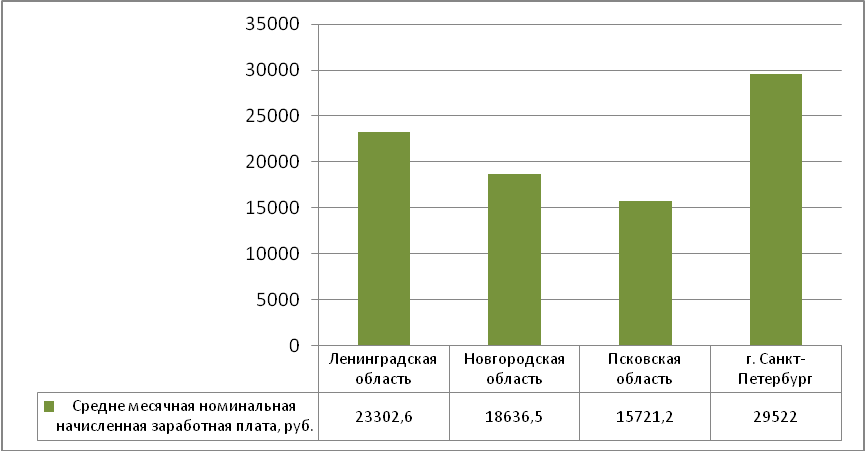 35000
30000
25000
20000
15000
10000
5000
0
Ленинградская область
Новгородская область
Псковская область
г. Санкт-Петербург
Средне месячная номинальная
начисленная заработная плата, руб.
23302,6
18636,5
15721,2
29522